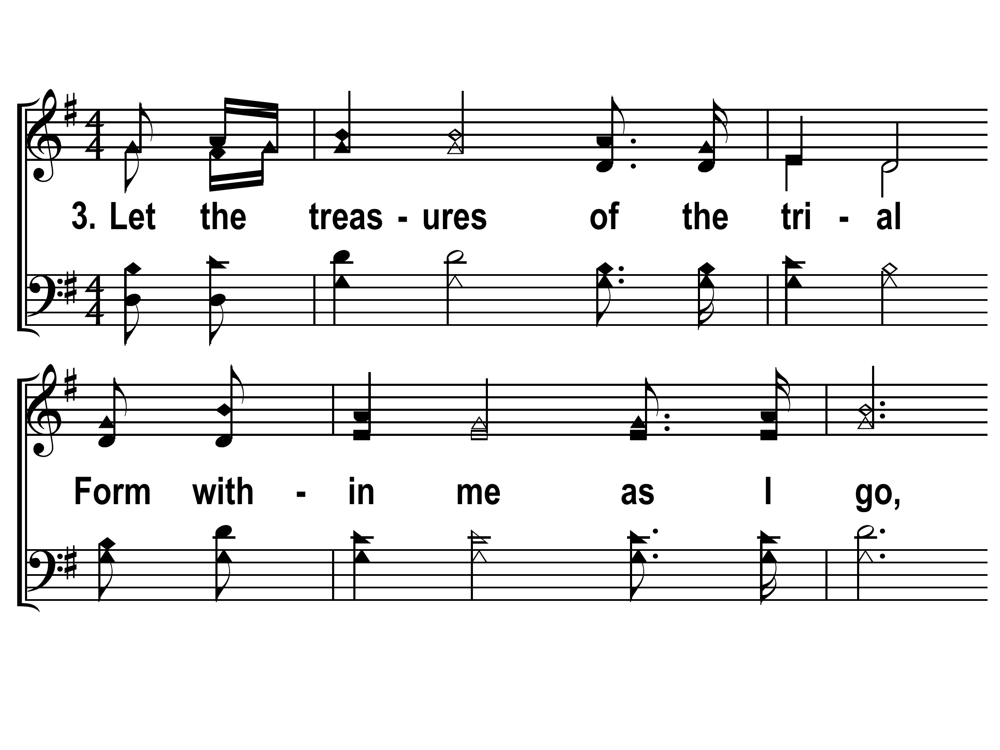 3. Let the treas - ures of the tri - al
Form with - in me as I go,